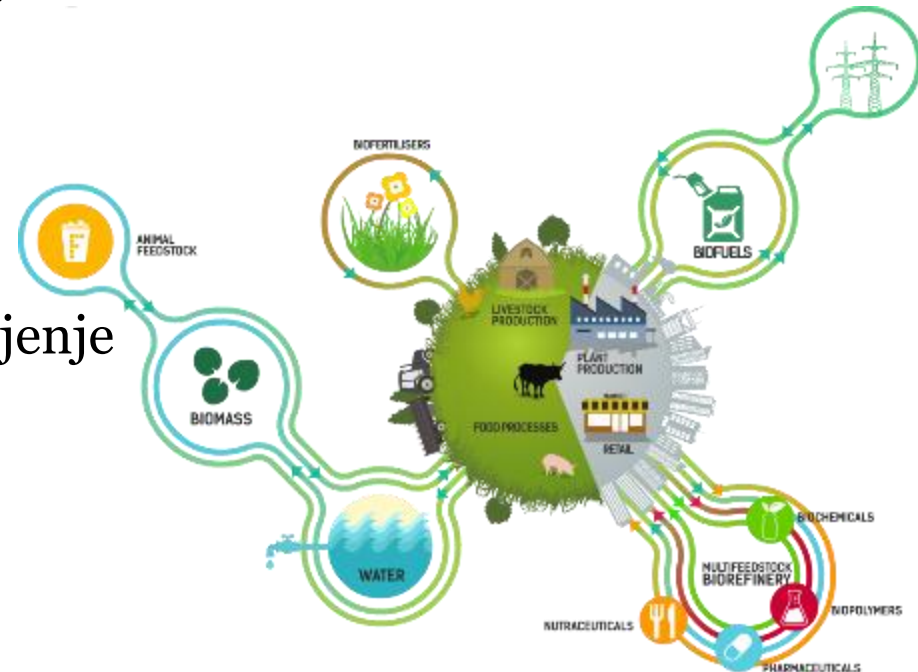 BIOFERTILISERS
ANIMAL
FEEDSTOCK
BIOFUELS
LIVESTOCK
PRODUCTION
jenje
PLANT
PRODUCTION
BIOMASS
FOOD PROCESSES
RETAIL
BIOCHEMICALS
WATER
MULTIFEEDSTOCK
BIOREFINERY
BIOPOLYMERS
NUTRACEUTICALS
PHARMACEUTICALS